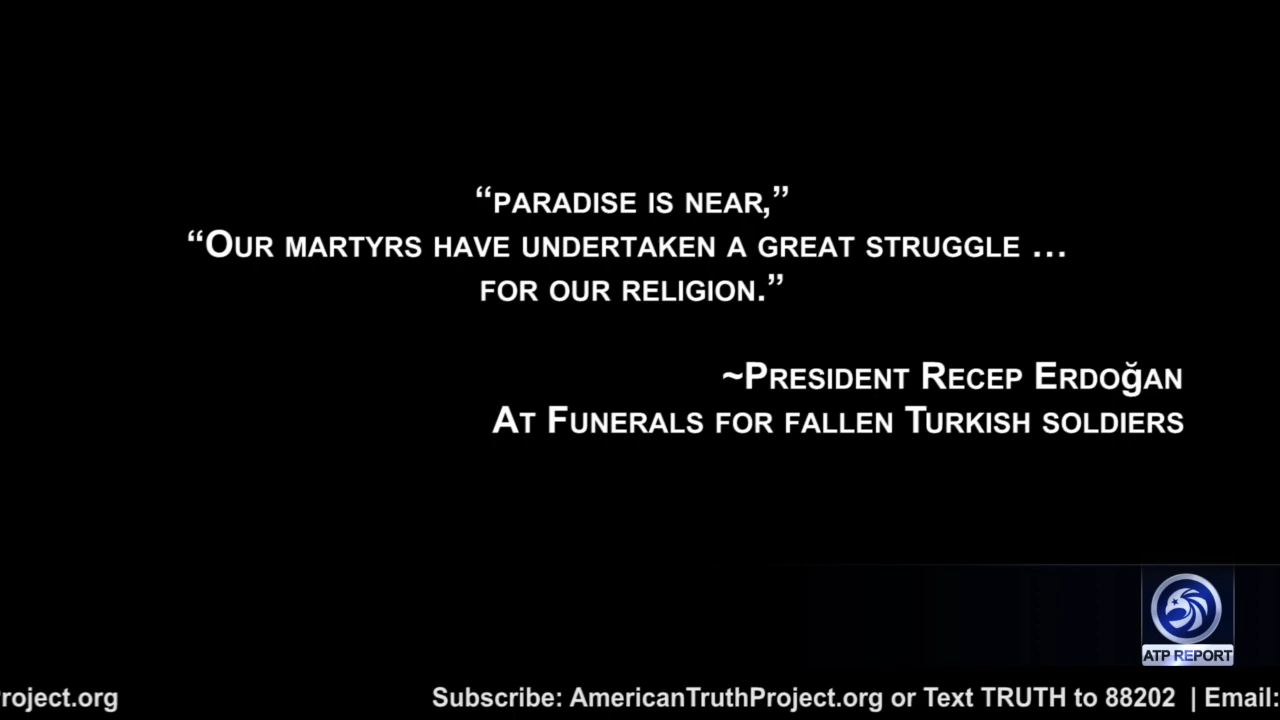 “PARADISE IS NEAR,”
“OUR MARTYRS HAVE UNDERTAKEN A GREAT STRUGGLE …
FOR OUR RELIGION.”
~PRESIDENT RECEP ERDOğAN
AT FUNERALS FOR FALLEN TURKISH SOLDIERS
ATP REPORT
roject.org Subscribe: AmericanTruthProject.org or Text TRUTH to 88202 | Email: